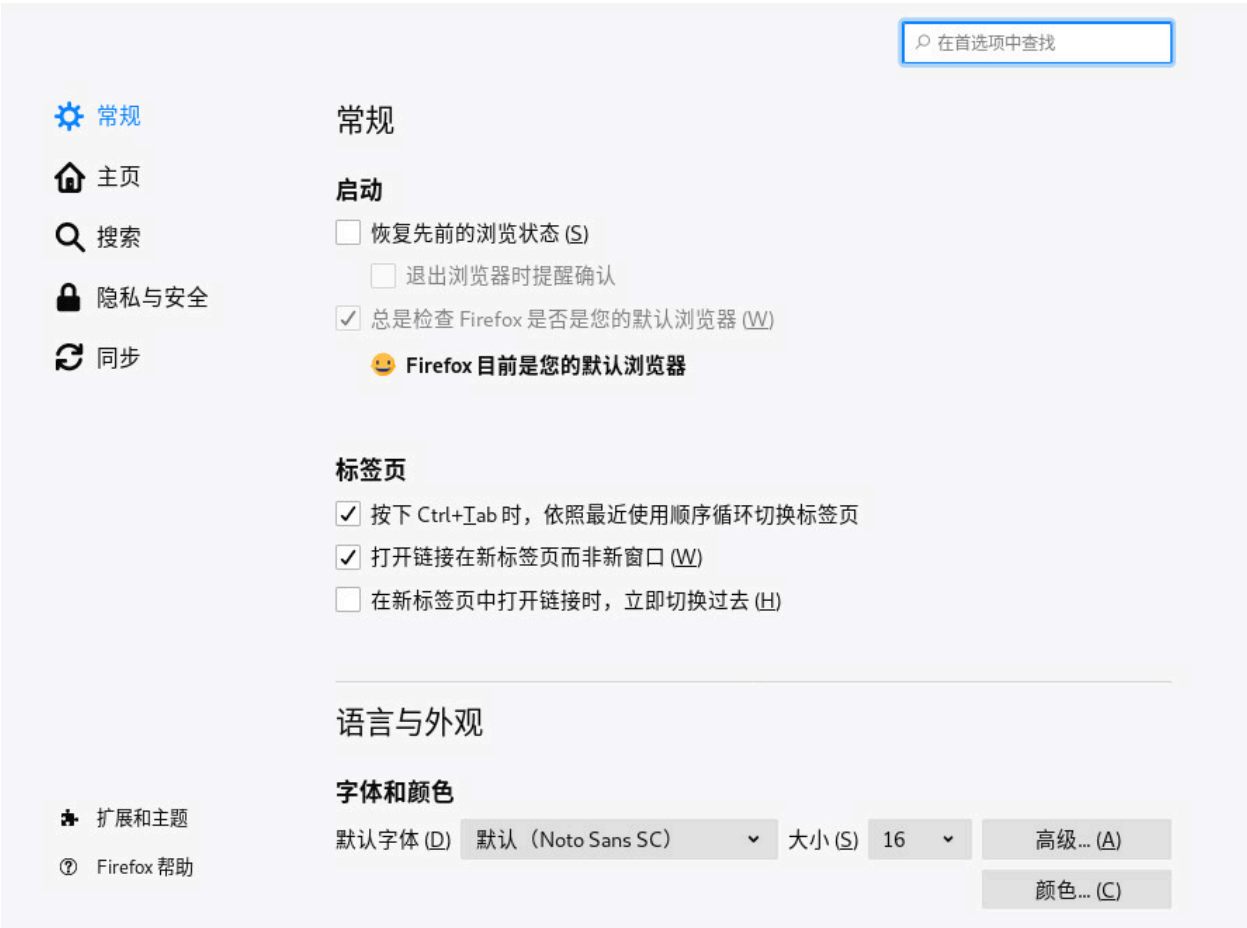 在首选项中查找
常规
主页
搜索
隐私与安全
同步
扩展和主题
Firefox 帮助
常规
启动
恢复先前的浏览状态 (S)
退出浏览器时提醒确认
总是检查 Firefox 是否是您的默认浏览器 (W)
Firefox 目前是您的默认浏览器
标签页
按下 Ctrl+Tab 时，依照最近使用顺序循环切换标签页
打开链接在新标签页而非新窗口 (W)
在新标签页中打开链接时，立即切换过去 (H)
语言与外观
字体和颜色
默认字体 (D) 默认（Noto Sans SC） 大小 (S) 16 高级... (A)
颜色... (C)